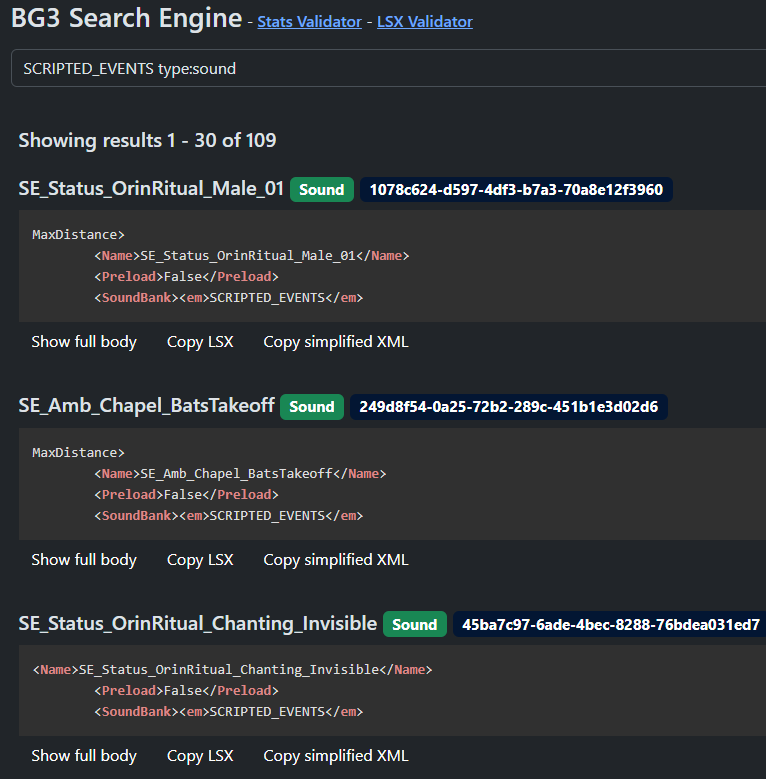 BG3 Search Engine - Stats Validator - LSX Validator
SCRIPTED_EVENTS type:sound
Showing results 1 - 30 of 109
SE_Status_OrinRitual_Male_01 Sound 1078c624-d597-4df3-b7a3-70a8e12f3960
MaxDistance>
<Name>SE_Status_OrinRitual_Male_01</Name>
<Preload>False</Preload>
<SoundBank><em>SCRIPTED_EVENTS</em>
Show full body Copy LSX Copy simplified XML
SE_Amb_Chapel_BatsTakeoff Sound 249d8f54-0a25-72b2-289c-451b1e3d02d6
MaxDistance>
<Name>SE_Amb_Chapel_BatsTakeoff</Name>
<Preload>False</Preload>
<SoundBank><em>SCRIPTED_EVENTS</em>
Show full body Copy LSX Copy simplified XML
SE_Status_OrinRitual_Chanting_Invisible Sound 45ba7c97-6ade-4bec-8288-76bdea031ed7
<Name>SE_Status_OrinRitual_Chanting_Invisible</Name>
<Preload>False</Preload>
<SoundBank><em>SCRIPTED_EVENTS</em>
Show full body Copy LSX Copy simplified XML